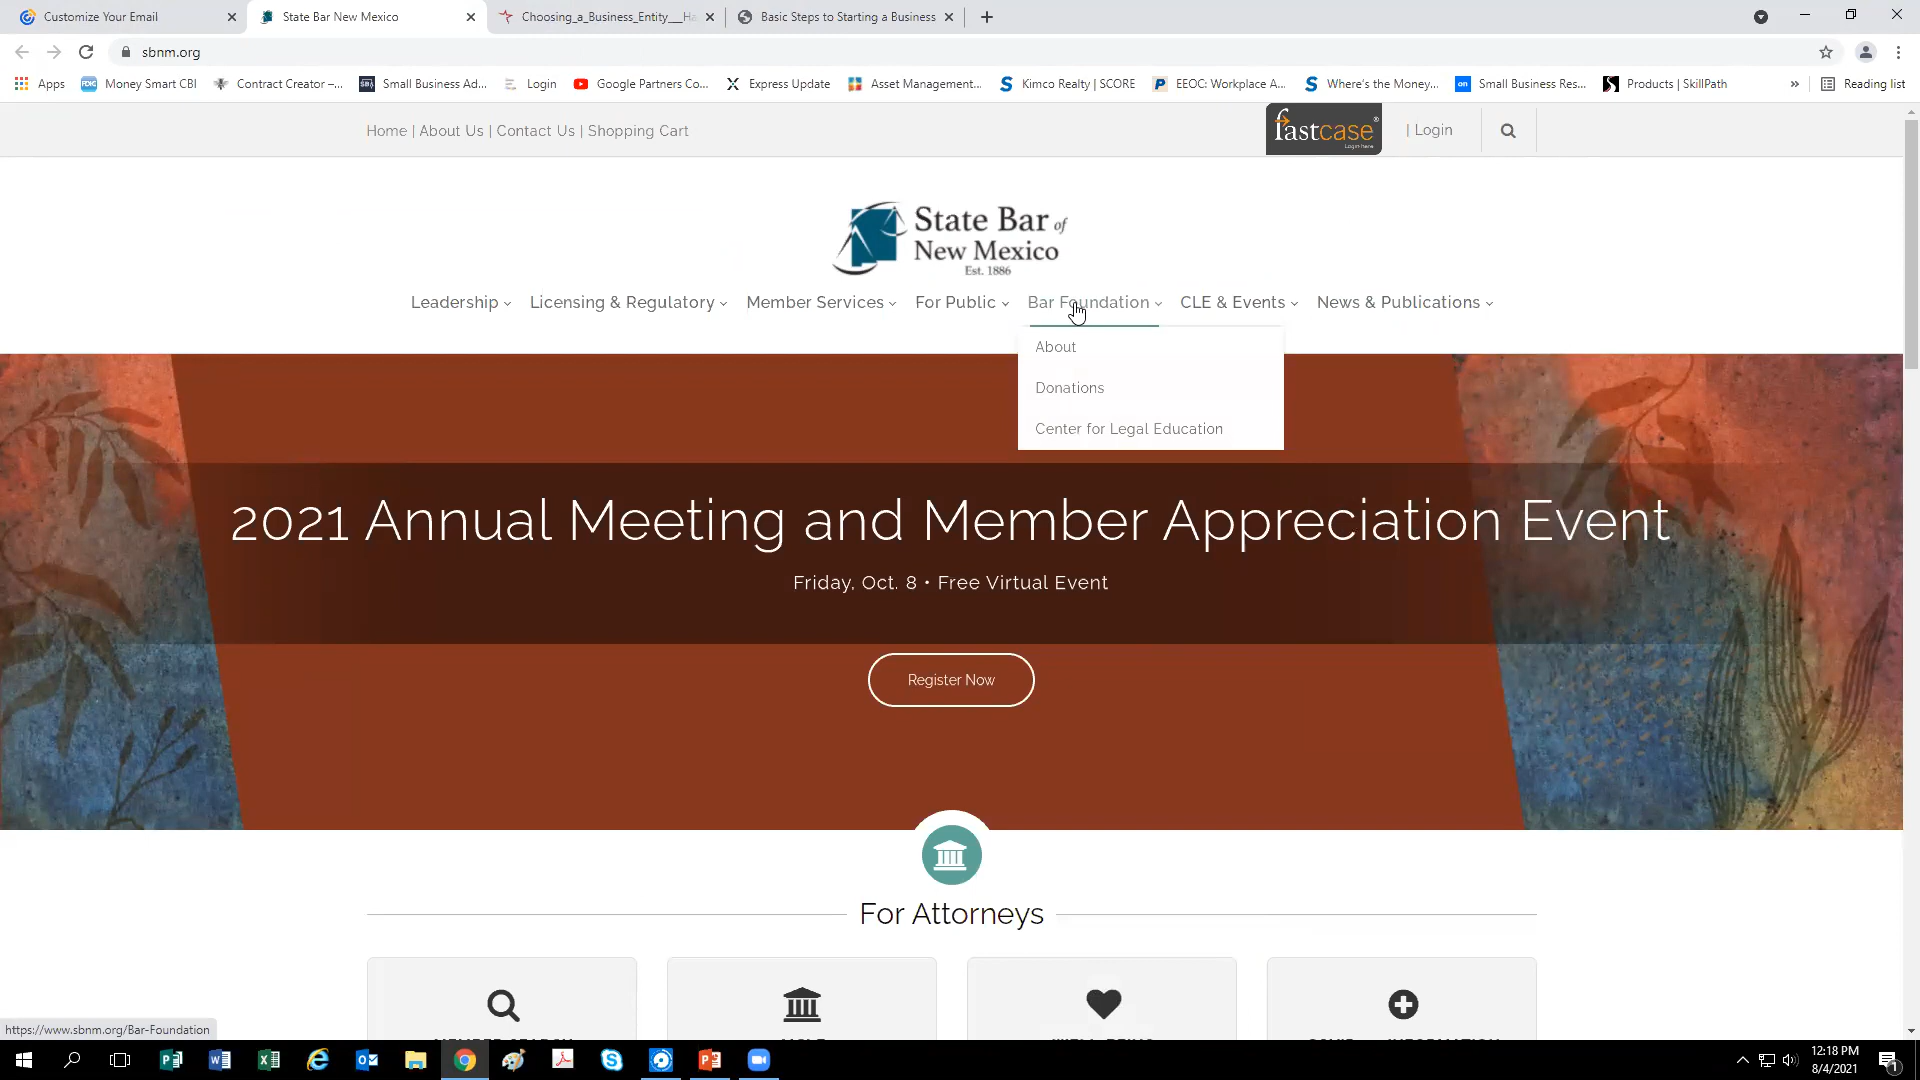 Customize Your Email
State Bar New Mexico
Choosing_a_Business_Entity___Ha
Basic Steps to Starting a Business
sbnm.org
Apps
Money Smart CBI
Contract Creator –...
Small Business Ad...
Login
Google Partners Co...
Express Update
Asset Management...
Kimco Realty | SCORE
EEOC: Workplace A...
Where's the Money...
Small Business Res...
Products | SkillPath
»
Reading list
Home | About Us | Contact Us | Shopping Cart
fastcase®
Login here
| Login
State Bar of
New Mexico
Est. 1886
Leadership
Licensing & Regulatory
Member Services
For Public
Bar Foundation
CLE & Events
News & Publications
About
Donations
Center for Legal Education
2021 Annual Meeting and Member Appreciation Event
Friday, Oct. 8 • Free Virtual Event
Register Now
For Attorneys
https://www.sbnm.org/Bar-Foundation
12:18 PM
8/4/2021
1